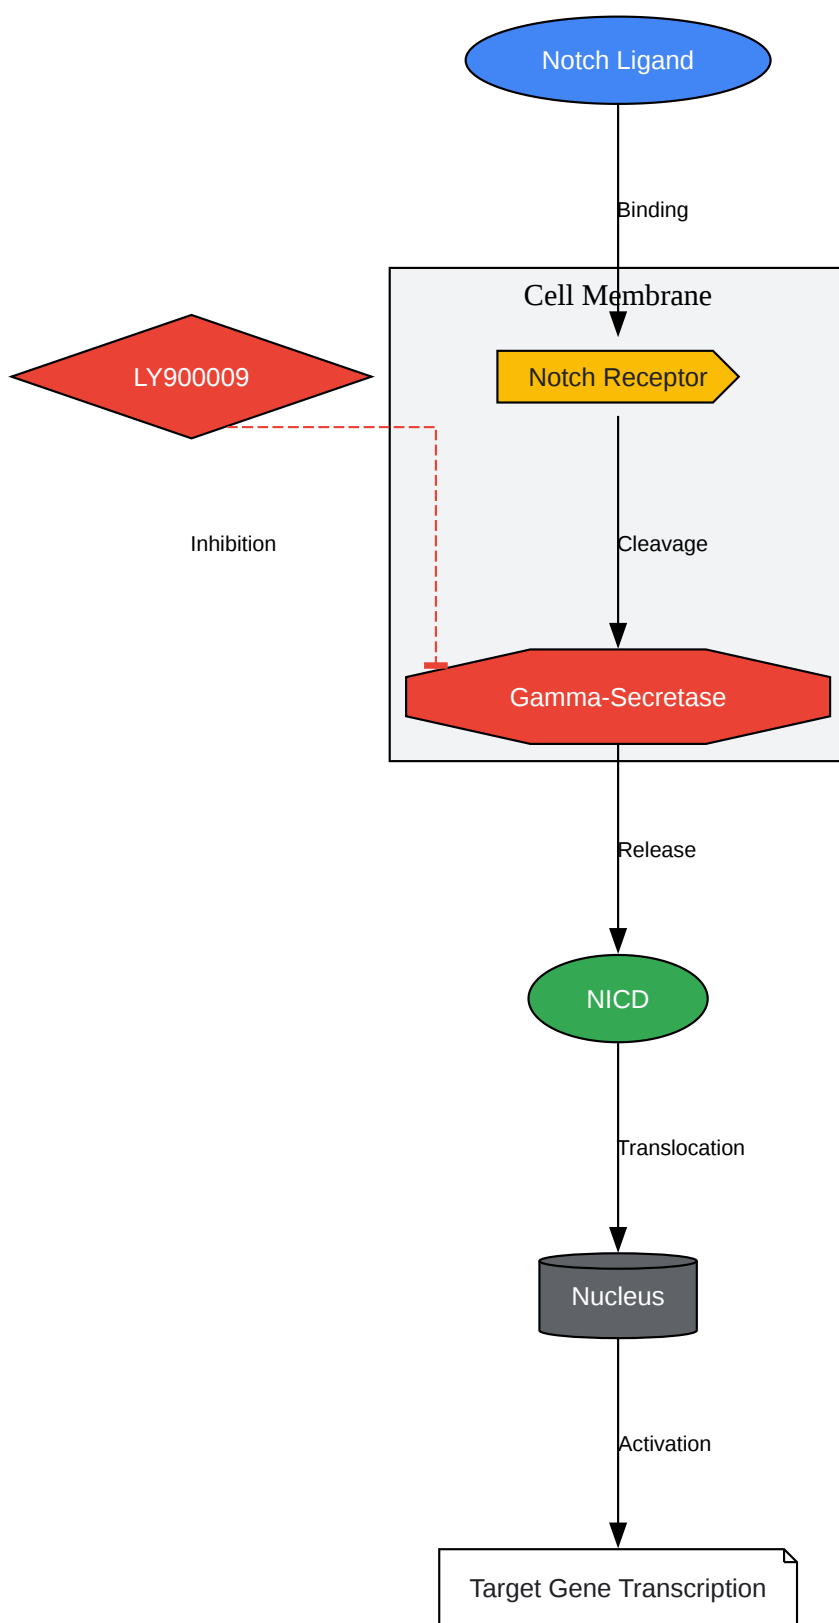 Notch Ligand
Binding
Cell Membrane
LY900009
Notch Receptor
Inhibition
Cleavage
Gamma-Secretase
Release
NICD
Translocation
Nucleus
Activation
Target Gene Transcription